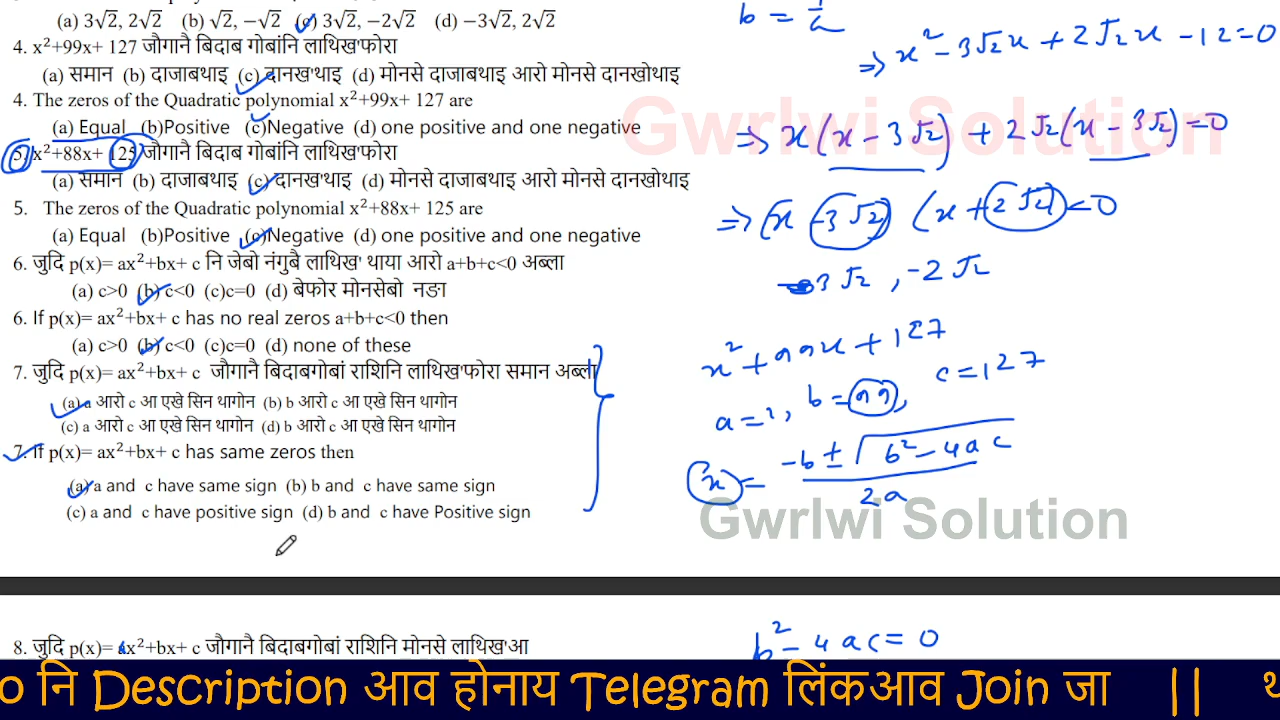 (a) 3√2, 2√2 (b) √2, −√2 (c) 3√2, −2√2 (d) −3√2, 2√2
4. x²+99x+ 127 जौगानै बिदाब गोबांनि लाथिख'फोरा
(a) समान (b) दाजाबथाइ (c) दानख'थाइ (d) मोनसे दाजाबथाइ आरो मोनसे दानखोथाइ
4. The zeros of the Quadratic polynomial x²+99x+ 127 are
(a) Equal (b)Positive (c)Negative (d) one positive and one negative
5. x²+88x+ 125 जौगानै बिदाब गोबांनि लाथिख'फोरा
(a) समान (b) दाजाबथाइ (c) दानख'थाइ (d) मोनसे दाजाबथाइ आरो मोनसे दानखोथाइ
5. The zeros of the Quadratic polynomial x²+88x+ 125 are
(a) Equal (b)Positive (c)Negative (d) one positive and one negative
6. जुदि p(x)= ax²+bx+ c नि जेबो नंगुबै लाथिख' थाया आरो a+b+c<0 अब्ला
(a) c>0 (b) c<0 (c)c=0 (d) बेफोर मोनसेबो नङा
6. If p(x)= ax²+bx+ c has no real zeros a+b+c<0 then
(a) c>0 (b) c<0 (c)c=0 (d) none of these
7. जुदि p(x)= ax²+bx+ c जौगानै बिदाबगोबां राशिनि लाथिख'फोरा समान अब्ला
(a) a आरो c आ एखे सिन थागोन (b) b आरो c आ एखे सिन थागोन
(c) a आरो c आ एखे सिन थागोन (d) b आरो c आ एखे सिन थागोन
7. If p(x)= ax²+bx+ c has same zeros then
(a) a and c have same sign (b) b and c have same sign
(c) a and c have positive sign (d) b and c have Positive sign
8. जुदि p(x)= ax²+bx+ c जौगानै बिदाबगोबां राशिनि मोनसे लाथिख'आ
⇒ x² − 3√2x + 2√2x − 12 = 0
Gwrlwi Solution
⇒ x(x − 3√2) + 2√2(x − 3√2) = 0
⇒ (x − 3√2) (x + 2√2) = 0
3√2, −2√2
x² + 99x + 127
a = 1, b = 99, c = 127
x = −b ± √b² − 4ac
2a
Gwrlwi Solution
b² − 4ac = 0
नि Description आव होनाय Telegram लिंकआव Join जा ||